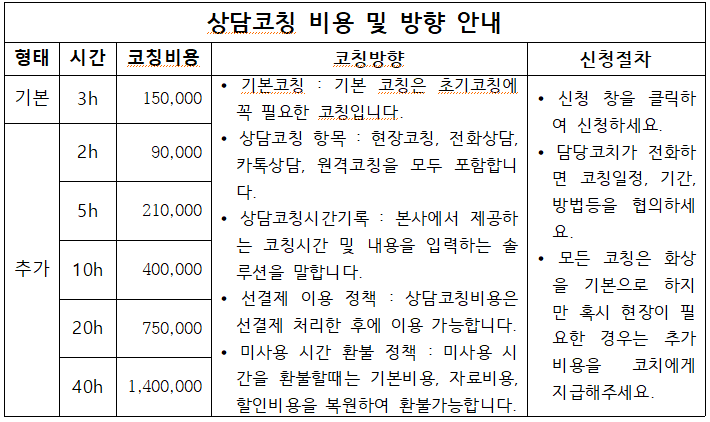 상담코칭 비용 및 방향 안내
형태 시간 코칭비용 코칭방향 신청절차
기본 3h 150,000
추가
2h 90,000
5h 210,000
10h 400,000
20h 750,000
40h 1,400,000
• 기본코칭 : 기본 코칭은 초기코칭에
꼭 필요한 코칭입니다.
• 상담코칭 항목 : 현장코칭, 전화상담,
카톡상담, 원격코칭을 모두 포함합니
다.
• 상담코칭시간기록 : 본사에서 제공하
는 코칭시간 및 내용을 입력하는 솔
루션을 말합니다.
• 선결제 이용 정책 : 상담코칭비용은
선결제 처리한 후에 이용 가능합니다.
• 미사용 시간 환불 정책 : 미사용 시
간을 환불할때는 기본비용, 자료비용,
할인비용을 복원하여 환불가능합니다.
• 신청 창을 클릭하
여 신청하세요.
• 담당코치가 전화하
면 코칭일정, 기간,
방법등을 협의하세
요.
• 모든 코칭은 화상
을 기본으로 하지
만 혹시 현장이 필
요한 경우는 추가
비용을 코치에게
지급해주세요.